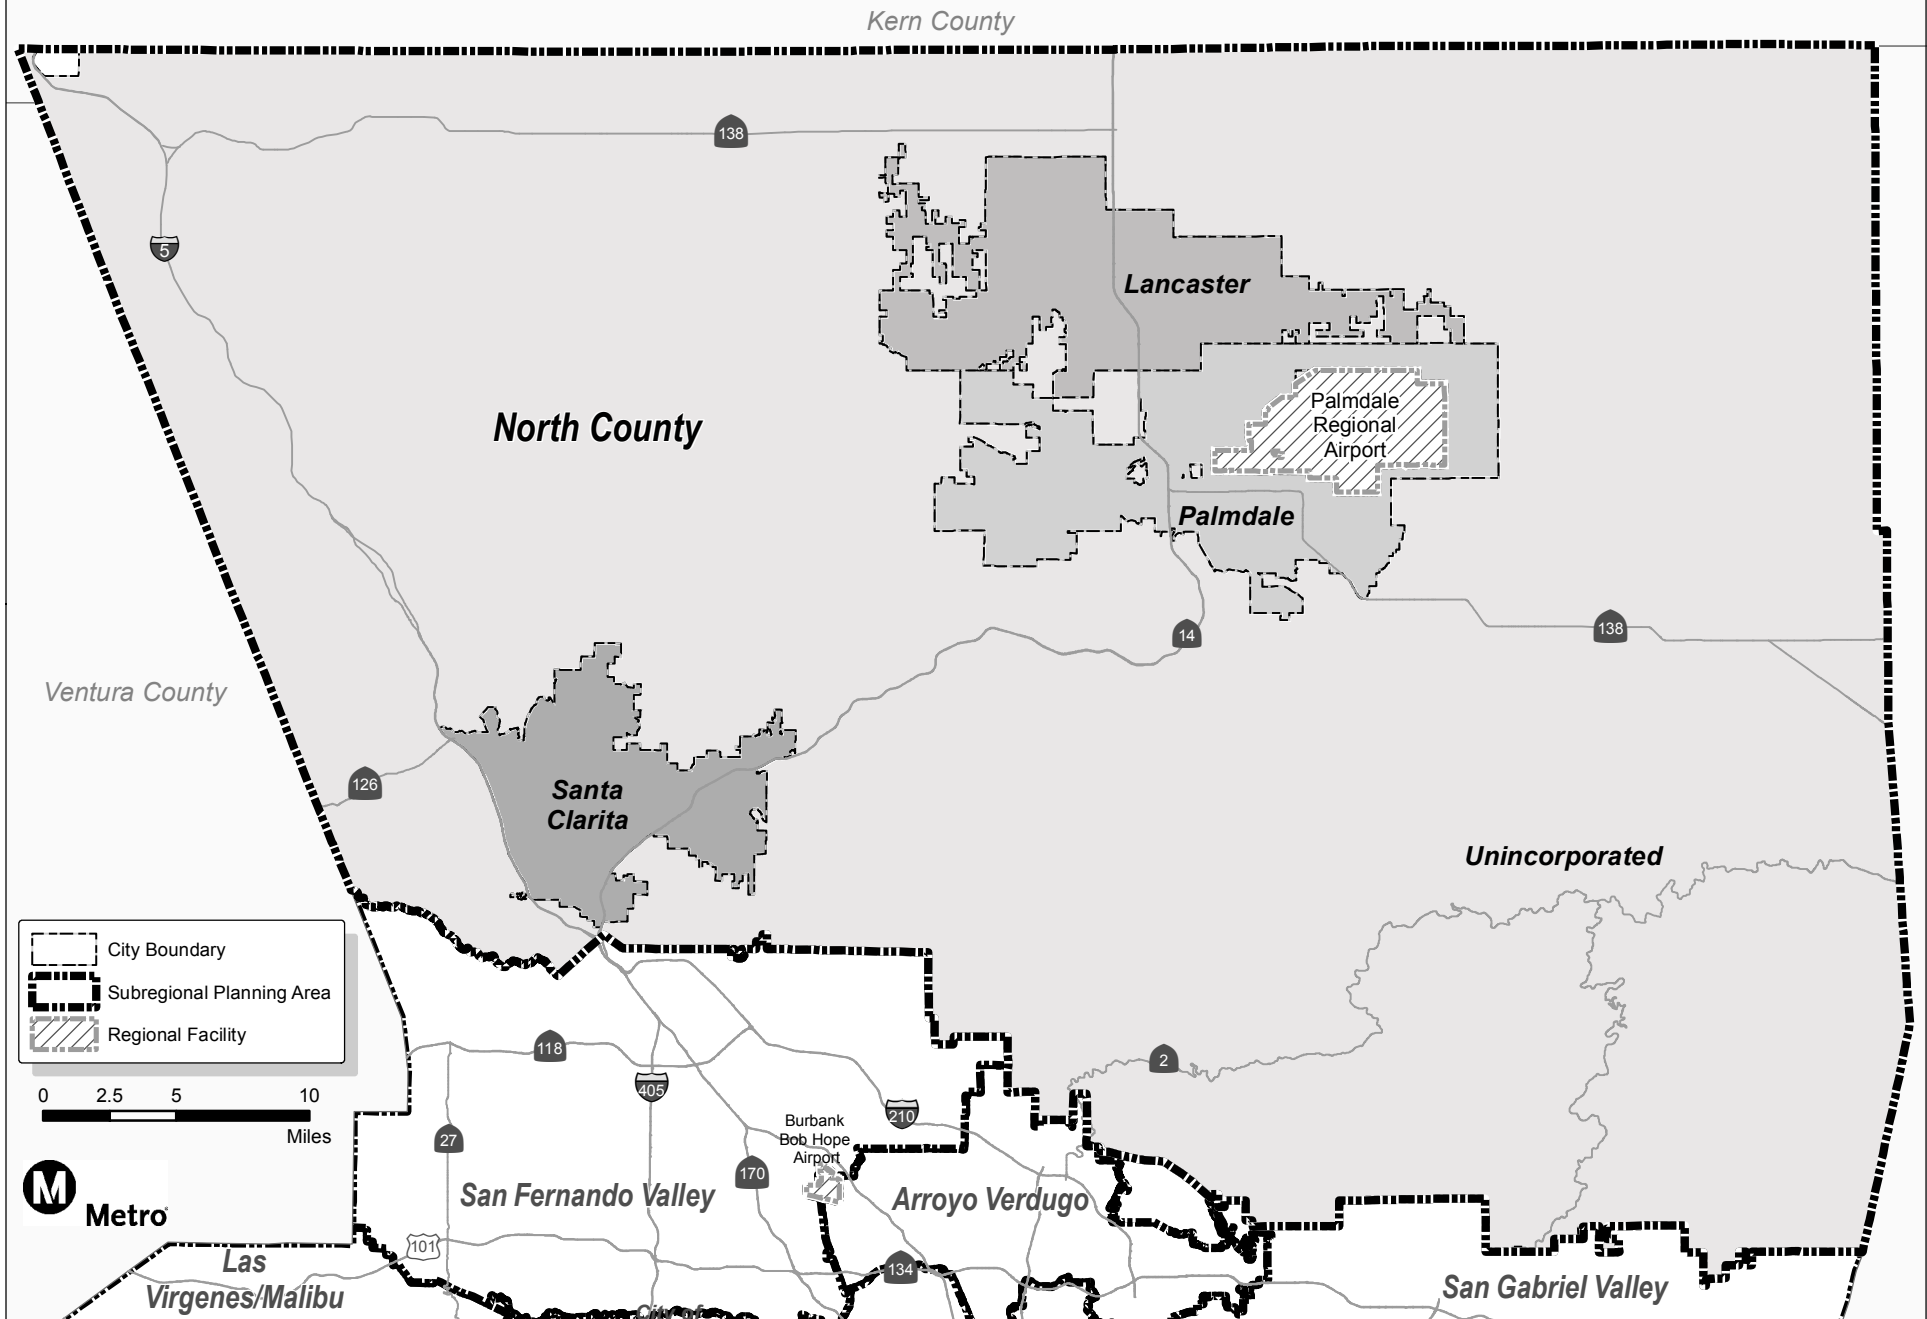 Kern County
138
5
Lancaster
North County
Palmdale
Regional
Airport
Palmdale
14
138
Ventura County
126
Santa
Clarita
Unincorporated
City Boundary
Subregional Planning Area
Regional Facility
0 2.5 5 10
Miles
118
405
2
210
27
Burbank
Bob Hope
Airport
170
M
Metro
San Fernando Valley
Arroyo Verdugo
101
134
Las
Virgenes/Malibu
San Gabriel Valley
City of